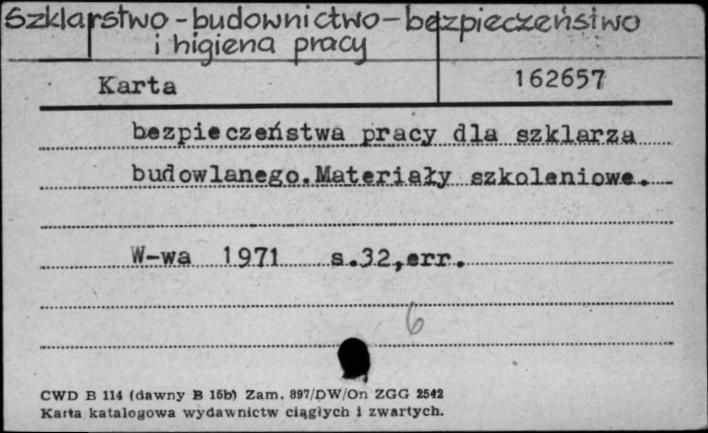 Szklarstwo - budownictwo - bezpieczeństwo
i higiena pracy
Karta 162657
bezpieczeństwa pracy dla szklarza
budowlanego.Materiały szkoleniowe.
W-wa 1971 s.32,err.
6
CWD B 114 (dawny B 15b) Zam. 897/DW/On ZGG 2542
Karta katalogowa wydawnictw ciągłych i zwartych.